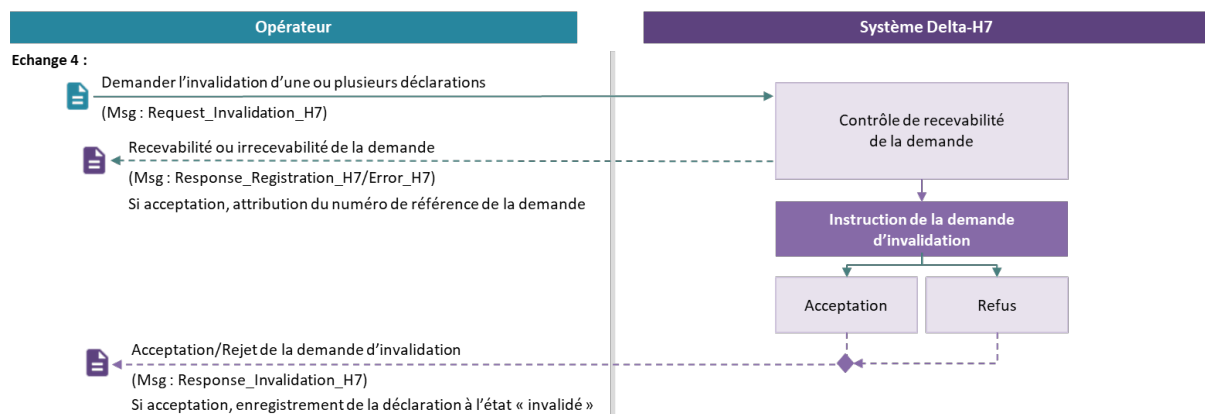 Opérateur
Système Delta-H7
Echange 4 :
Demander l’invalidation d’une ou plusieurs déclarations
(Msg : Request_Invalidation_H7)
Contrôle de recevabilité
de la demande
Recevabilité ou irrecevabilité de la demande
(Msg : Response_Registration_H7/Error_H7)
Si acceptation, attribution du numéro de référence de la demande
Instruction de la demande
d’invalidation
Acceptation
Refus
Acceptation/Rejet de la demande d’invalidation
(Msg : Response_Invalidation_H7)
Si acceptation, enregistrement de la déclaration à l’état « invalidé »